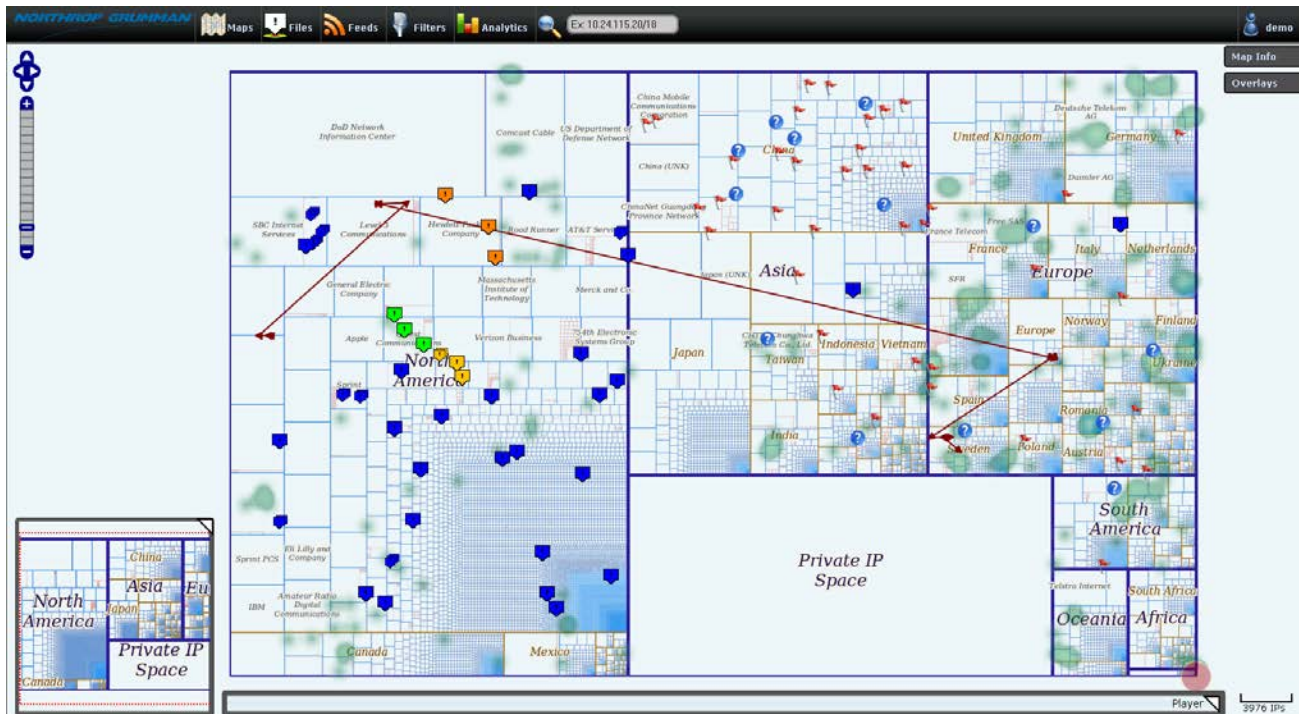 NORTHROP GRUMMAN
Maps
Files
Feeds
Filters
Analytics
Ex: 10.24.115.20/18
demo
Map Info
Overlays
DoD Network
Information Center
Comcast Cable
US Department of
Defense Network
SBC Internet
Services
Level 3
Communications
Company
Road Runner
General Electric
Company
Massachusetts
Institute of
Technology
Merck and Co.
Apple
Verizon Business
754th Electronic
Systems Group
North
America
Sprint
Sprint PCS
Eli Lilly and
Company
IBM
Amateur Radio
Digital
Communications
Canada
Mexico
China Mobile
Communications
Corporation
China (UNK)
China
ChinaNet Guangdong
Province Network
Japan (UNK)
Asia
Japan
Taiwan
Indonesia
Vietnam
India
United Kingdom
Deutsche Telekom
AG
Germany
Daimler AG
France Telecom
Free SAS
France
Italy
Netherlands
SFR
Europe
Europe
Norway
Finland
Ukraine
Spain
Romania
Sweden
Poland
Austria
Private IP
Space
South
America
Telstra Internet
Oceania
South Africa
Africa
China
North
America
Asia
Eu
Japan
Private IP
Space
Canada
Player
3976 IPs